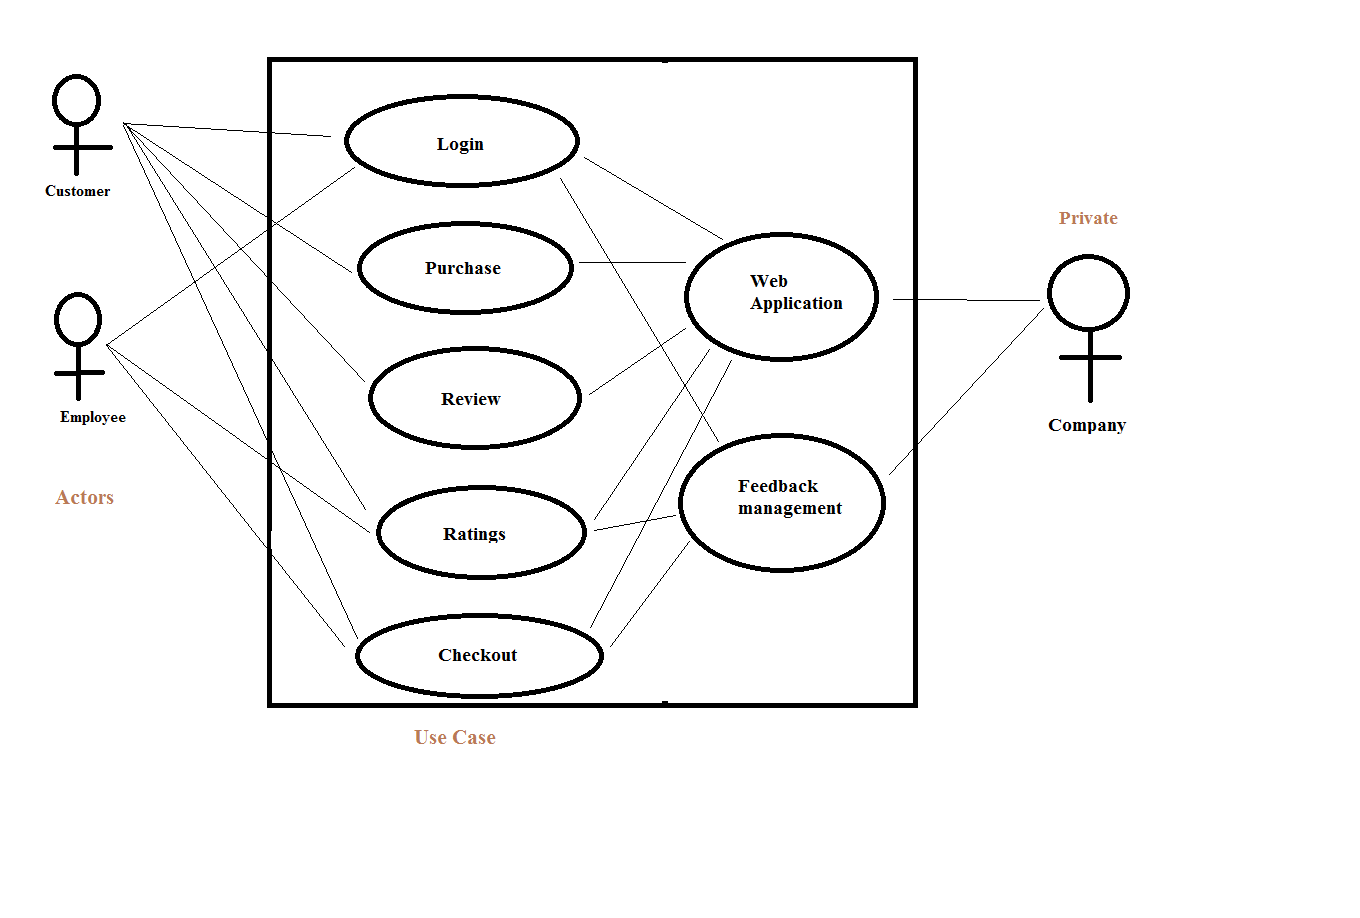 Login
Customer
Private
Purchase
Web
Application
Review
Employee
Company
Actors
Feedback
management
Ratings
Checkout
Use Case